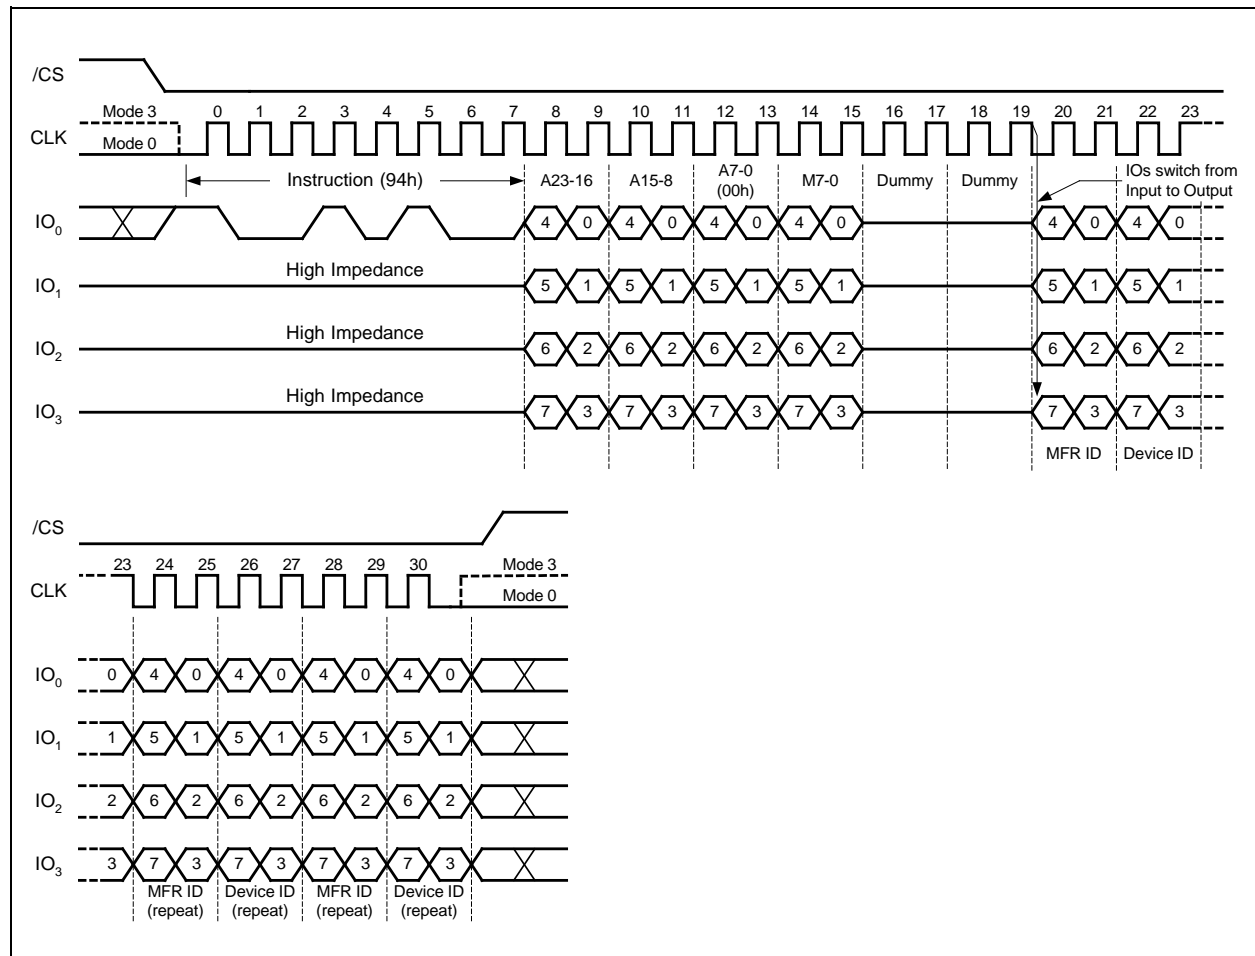 /CS
Mode 3 0 1 2 3 4 5 6 7 8 9 10 11 12 13 14 15 16 17 18 19 20 21 22 23
CLK
Mode 0
Instruction (94h) A23-16 A15-8 A7-0 (00h) M7-0 Dummy Dummy IOs switch from Input to Output
IO0 4 0 4 0 4 0 4 0 4 0 4 0
High Impedance
IO1 5 1 5 1 5 1 5 1 5 1 5 1
High Impedance
IO2 6 2 6 2 6 2 6 2 6 2 6 2
High Impedance
IO3 7 3 7 3 7 3 7 3 7 3 7 3
MFR ID Device ID
/CS
23 24 25 26 27 28 29 30 Mode 3
CLK
Mode 0
IO0 0 4 0 4 0 4 0 4 0
IO1 1 5 1 5 1 5 1 5 1
IO2 2 6 2 6 2 6 2 6 2
IO3 3 7 3 7 3 7 3 7 3
MFR ID Device ID MFR ID Device ID
(repeat) (repeat) (repeat) (repeat)